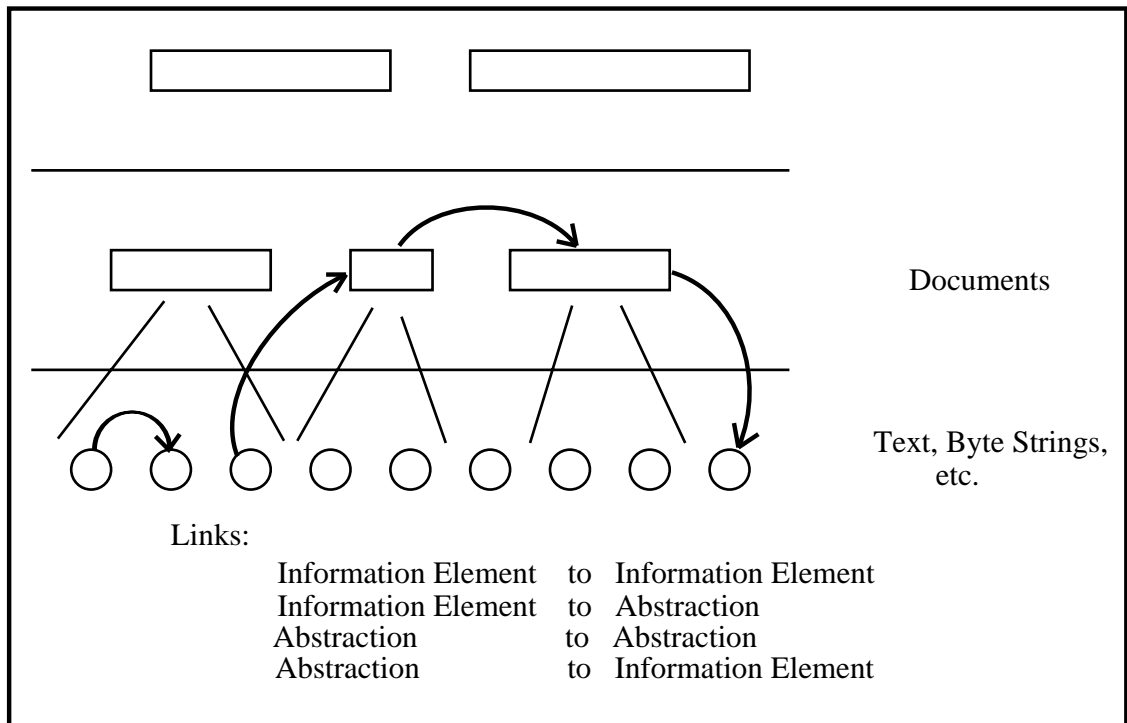 Documents
Text, Byte Strings,
etc.
Links:
Information Element to Information Element
Information Element to Abstraction
Abstraction to Abstraction
Abstraction to Information Element